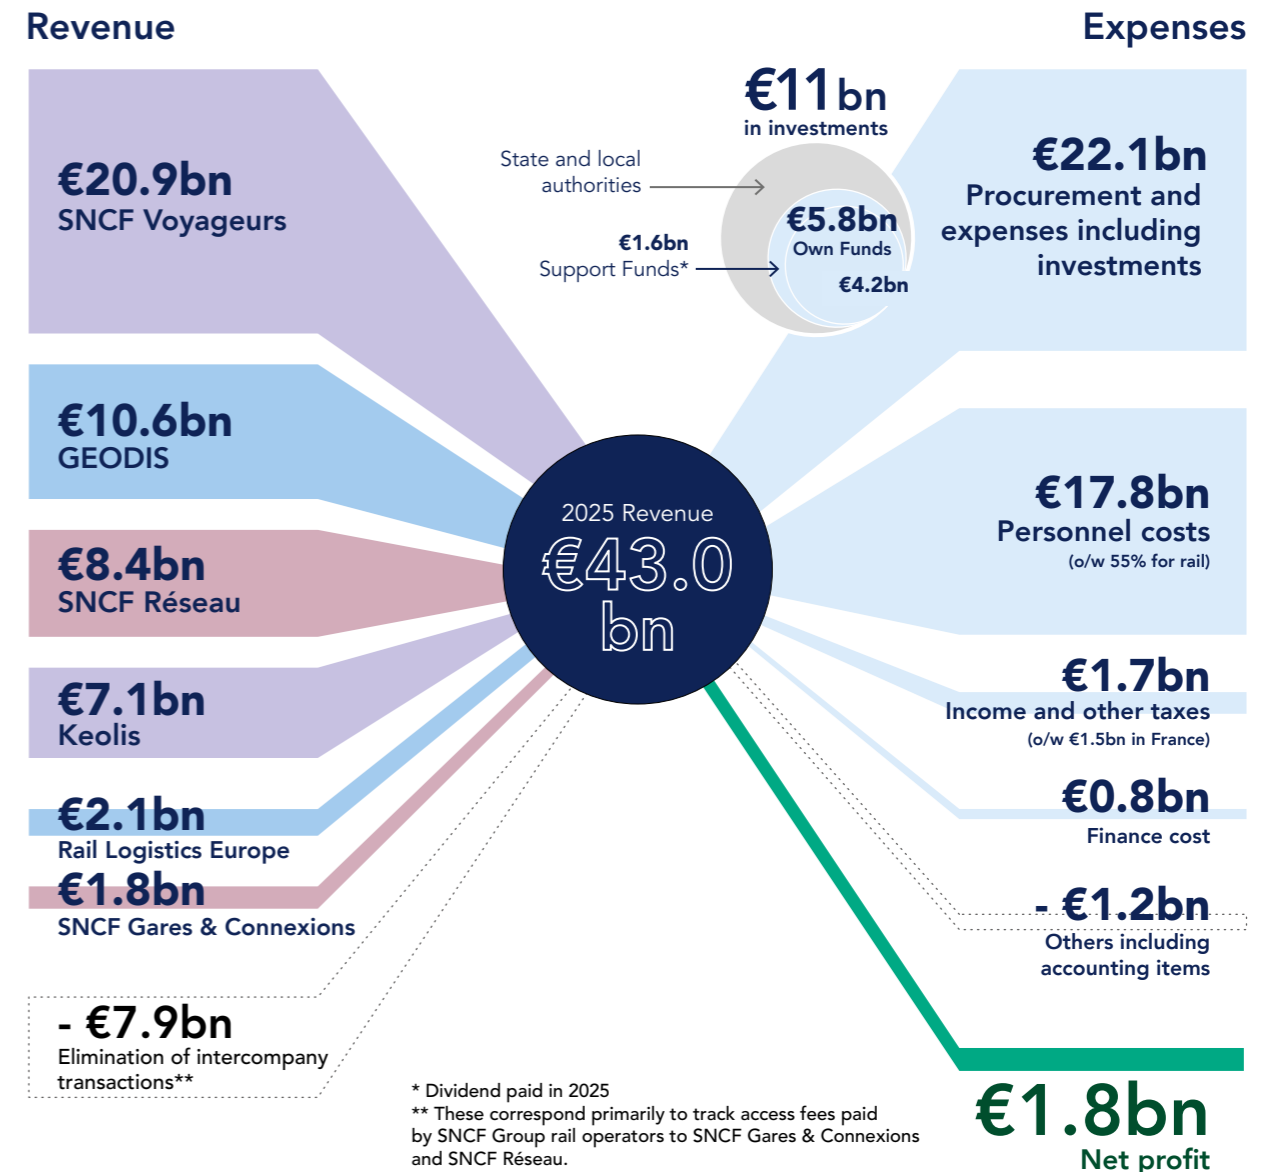 Revenue
Expenses
€20.9bn
SNCF Voyageurs
€10.6bn
GEODIS
€8.4bn
SNCF Réseau
€7.1bn
Keolis
€2.1bn
Rail Logistics Europe
€1.8bn
SNCF Gares & Connexions
- €7.9bn
Elimination of intercompany
transactions**
2025 Revenue
€43.0
bn
€11bn
in investments
State and local
authorities
€1.6bn
Support Funds*
€5.8bn
Own Funds
€4.2bn
€22.1bn
Procurement and
expenses including
investments
€17.8bn
Personnel costs
(o/w 55% for rail)
€1.7bn
Income and other taxes
(o/w €1.5bn in France)
€0.8bn
Finance cost
- €1.2bn
Others including
accounting items
€1.8bn
Net profit
* Dividend paid in 2025
** These correspond primarily to track access fees paid
by SNCF Group rail operators to SNCF Gares & Connexions
and SNCF Réseau.